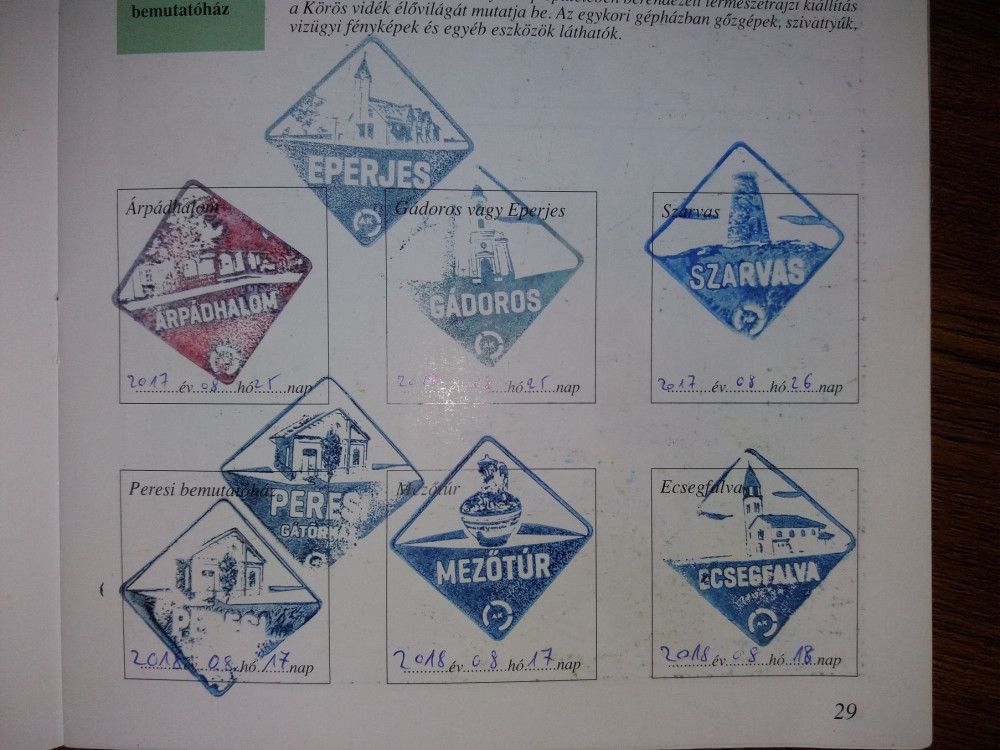 bemutatóház
a Körös vidék élővilágát mutatja be. Az egykori gépházban gőzgépek, szivattyúk,
vízügyi fényképek és egyéb eszközök láthatók.
EPERJES
Árpádhalom
ÁRPÁDHALOM
2017 év 08 hó 25 nap
Gádoros vagy Eperjes
GÁDOROS
hó 25 nap
Szarvas
SZARVAS
2017 év 08 hó 26 nap
PERES
GÁTŐRHÁZ
Peresi bemutatóház
2018 év 08 hó 17 nap
Mezőtúr
MEZŐTÚR
2018 év 08 hó 17 nap
Ecsegfalva
ECSEGFALVA
2018 év 08 hó 18 nap
29